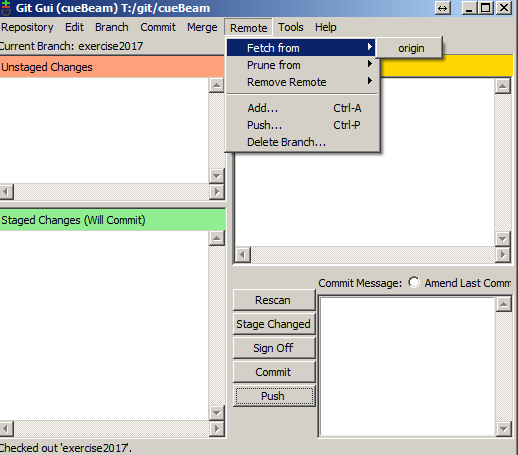 Git Gui (cueBeam) T:/git/cueBeam
Repository Edit Branch Commit Merge Remote Tools Help
Current Branch: exercise2017
Unstaged Changes
Fetch from
origin
Prune from
Remove Remote
Add... Ctrl-A
Push... Ctrl-P
Delete Branch...
Staged Changes (Will Commit)
Commit Message: Amend Last Comm
Rescan
Stage Changed
Sign Off
Commit
Push
Checked out 'exercise2017'.